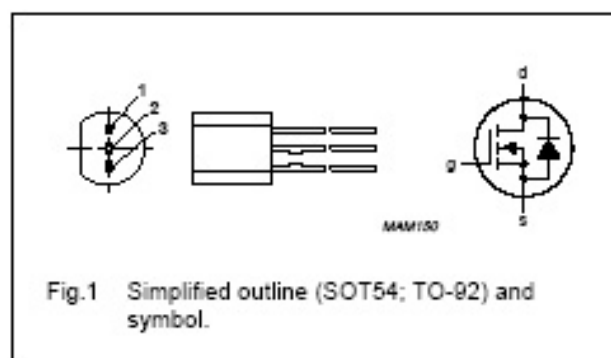 1
2
3
d
g
s
MAM150
Fig.1 Simplified outline (SOT54; TO-92) and
symbol.